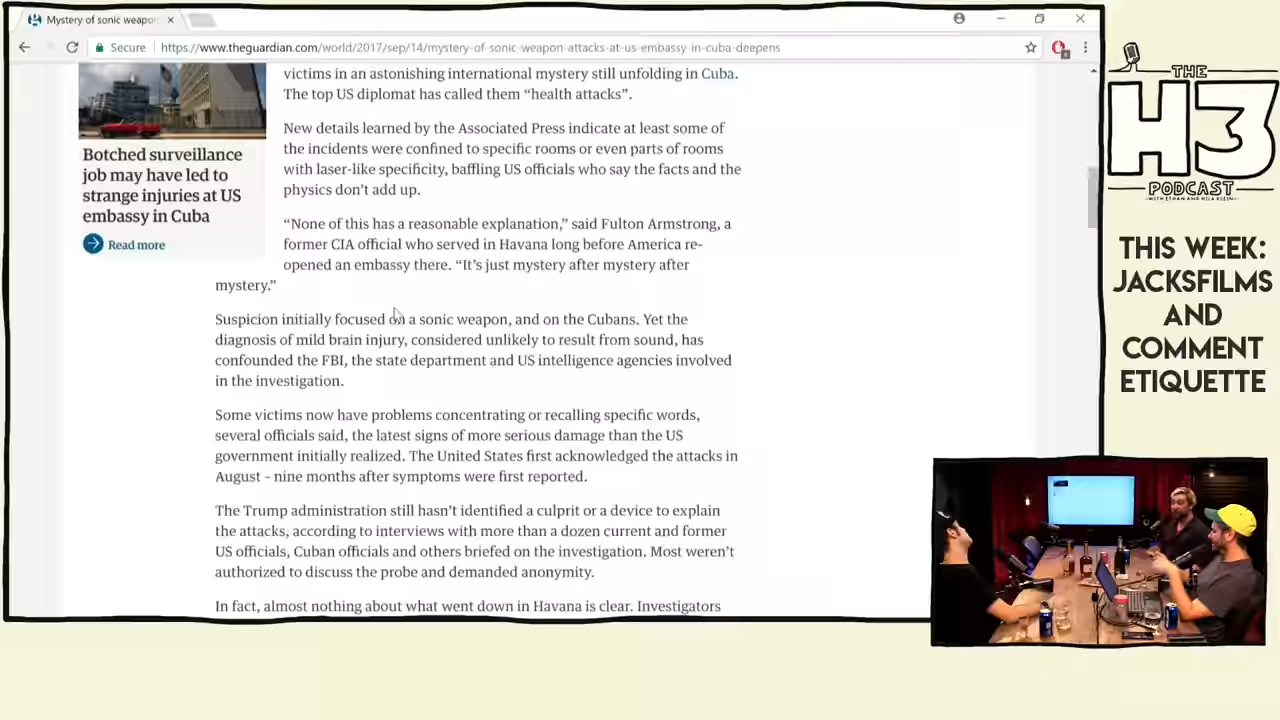 Mystery of sonic weapon
Secure
https://www.theguardian.com/world/2017/sep/14/mystery-of-sonic-weapon-attacks-at-us-embassy-in-cuba-deepens
victims in an astonishing international mystery still unfolding in Cuba.
The top US diplomat has called them “health attacks”.
New details learned by the Associated Press indicate at least some of
the incidents were confined to specific rooms or even parts of rooms
with laser-like specificity, baffling US officials who say the facts and the
physics don’t add up.
Botched surveillance
job may have led to
strange injuries at US
embassy in Cuba
Read more
“None of this has a reasonable explanation,” said Fulton Armstrong, a
former CIA official who served in Havana long before America re-
opened an embassy there. “It’s just mystery after mystery after
mystery.”
Suspicion initially focused on a sonic weapon, and on the Cubans. Yet the
diagnosis of mild brain injury, considered unlikely to result from sound, has
confounded the FBI, the state department and US intelligence agencies involved
in the investigation.
Some victims now have problems concentrating or recalling specific words,
several officials said, the latest signs of more serious damage than the US
government initially realized. The United States first acknowledged the attacks in
August – nine months after symptoms were first reported.
The Trump administration still hasn’t identified a culprit or a device to explain
the attacks, according to interviews with more than a dozen current and former
US officials, Cuban officials and others briefed on the investigation. Most weren’t
authorized to discuss the probe and demanded anonymity.
In fact, almost nothing about what went down in Havana is clear. Investigators
THE
H3
PODCAST
WITH ETHAN AND HILA KLEIN
THIS WEEK:
JACKSFILMS
AND
COMMENT
ETIQUETTE